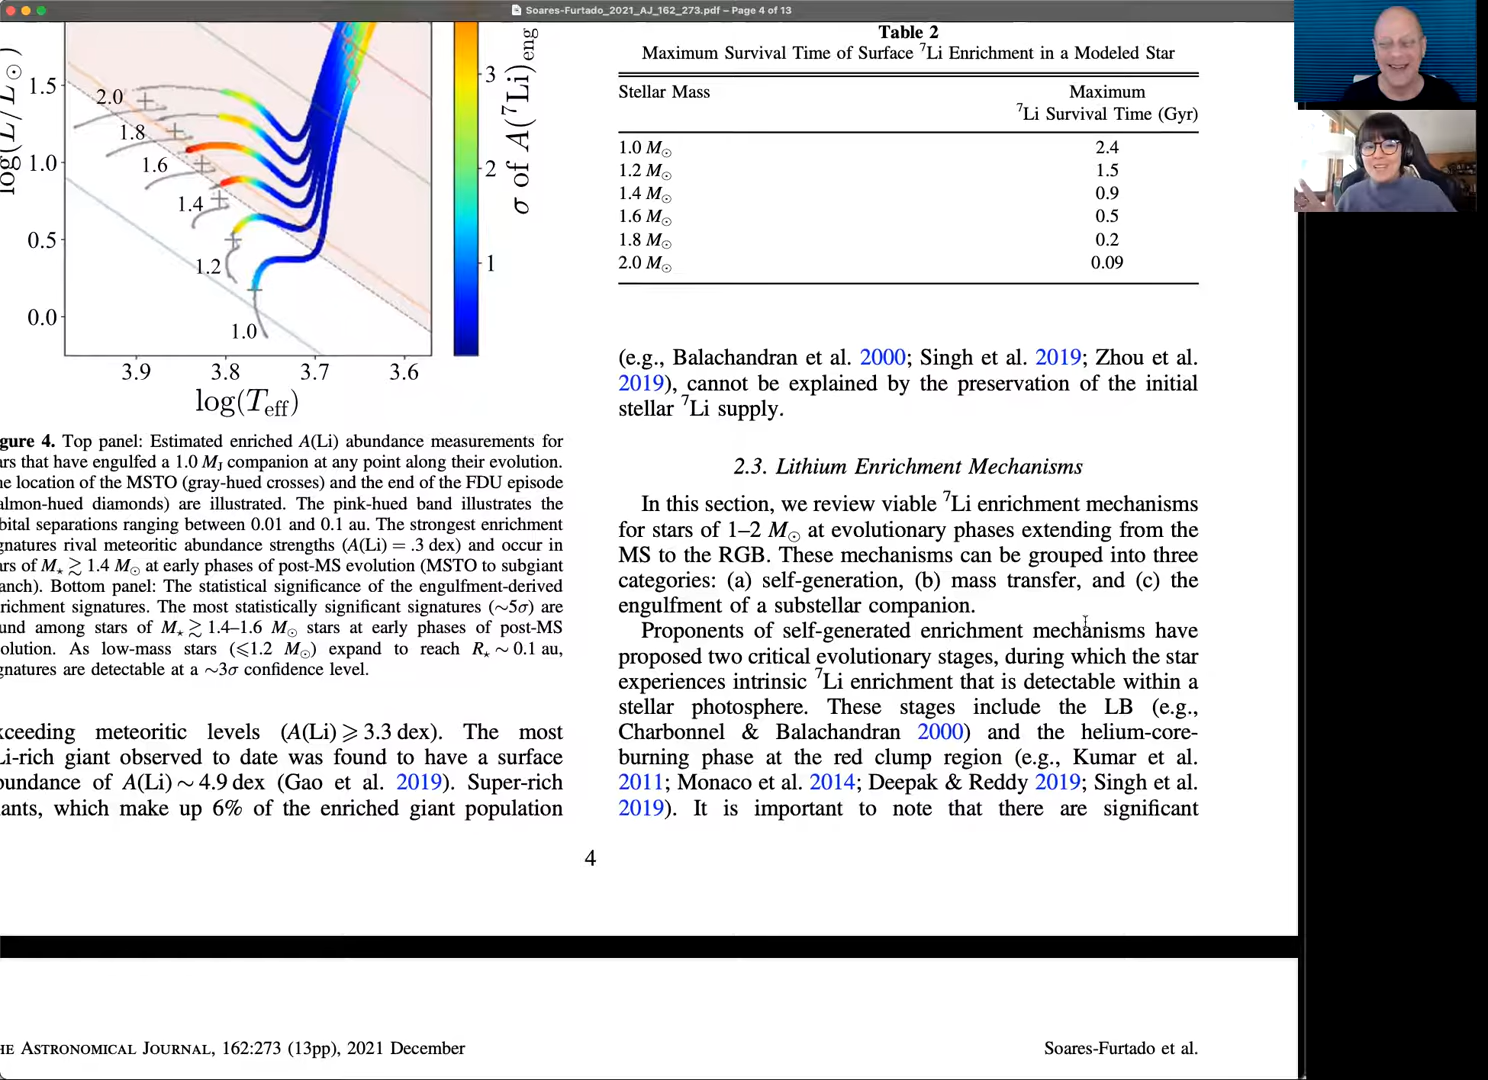 Soares-Furtado_2021_AJ_162_273.pdf – Page 4 of 13
log(L/L☉)
1.5
1.0
0.5
0.0
2.0
1.8
1.6
1.4
1.2
1.0
3.9 3.8 3.7 3.6
log(Teff)
3
2
1
σ of A(⁷Li)eng
gure 4. Top panel: Estimated enriched A(Li) abundance measurements for
ars that have engulfed a 1.0 MJ companion at any point along their evolution.
he location of the MSTO (gray-hued crosses) and the end of the FDU episode
almon-hued diamonds) are illustrated. The pink-hued band illustrates the
bital separations ranging between 0.01 and 0.1 au. The strongest enrichment
gnatures rival meteoritic abundance strengths (A(Li) = .3 dex) and occur in
ars of M⋆ ≳ 1.4 M☉ at early phases of post-MS evolution (MSTO to subgiant
anch). Bottom panel: The statistical significance of the engulfment-derived
richment signatures. The most statistically significant signatures (∼5σ) are
und among stars of M⋆ ≳ 1.4–1.6 M☉ stars at early phases of post-MS
olution. As low-mass stars (⩽1.2 M☉) expand to reach R⋆ ∼ 0.1 au,
gnatures are detectable at a ∼3σ confidence level.
xceeding meteoritic levels (A(Li) ⩾ 3.3 dex). The most
Li-rich giant observed to date was found to have a surface
bundance of A(Li) ∼ 4.9 dex (Gao et al. 2019). Super-rich
ants, which make up 6% of the enriched giant population
Table 2
Maximum Survival Time of Surface ⁷Li Enrichment in a Modeled Star
Stellar Mass Maximum
⁷Li Survival Time (Gyr)
1.0 M☉ 2.4
1.2 M☉ 1.5
1.4 M☉ 0.9
1.6 M☉ 0.5
1.8 M☉ 0.2
2.0 M☉ 0.09
(e.g., Balachandran et al. 2000; Singh et al. 2019; Zhou et al.
2019), cannot be explained by the preservation of the initial
stellar ⁷Li supply.
2.3. Lithium Enrichment Mechanisms
In this section, we review viable ⁷Li enrichment mechanisms
for stars of 1–2 M☉ at evolutionary phases extending from the
MS to the RGB. These mechanisms can be grouped into three
categories: (a) self-generation, (b) mass transfer, and (c) the
engulfment of a substellar companion.
Proponents of self-generated enrichment mechanisms have
proposed two critical evolutionary stages, during which the star
experiences intrinsic ⁷Li enrichment that is detectable within a
stellar photosphere. These stages include the LB (e.g.,
Charbonnel & Balachandran 2000) and the helium-core-
burning phase at the red clump region (e.g., Kumar et al.
2011; Monaco et al. 2014; Deepak & Reddy 2019; Singh et al.
2019). It is important to note that there are significant
4
HE ASTRONOMICAL JOURNAL, 162:273 (13pp), 2021 December
Soares-Furtado et al.